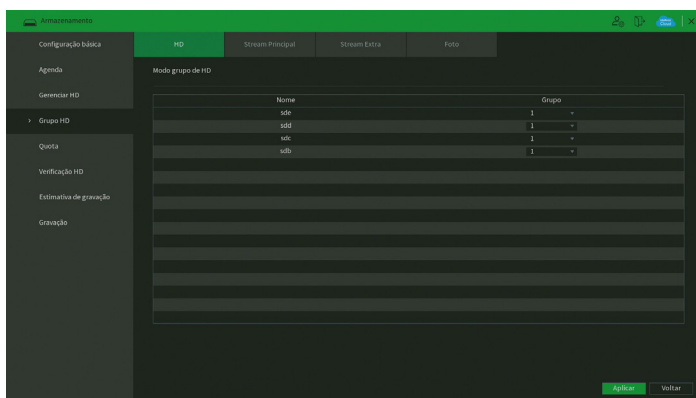 Armazenamento
Configuração básica
Agenda
Gerenciar HD
Grupo HD
Quota
Verificação HD
Estimativa de gravação
Gravação
HD Stream Principal Stream Extra Foto
Modo grupo de HD
Nome Grupo
sde 1
sdd 1
sdc 1
sdb 1
Aplicar Voltar